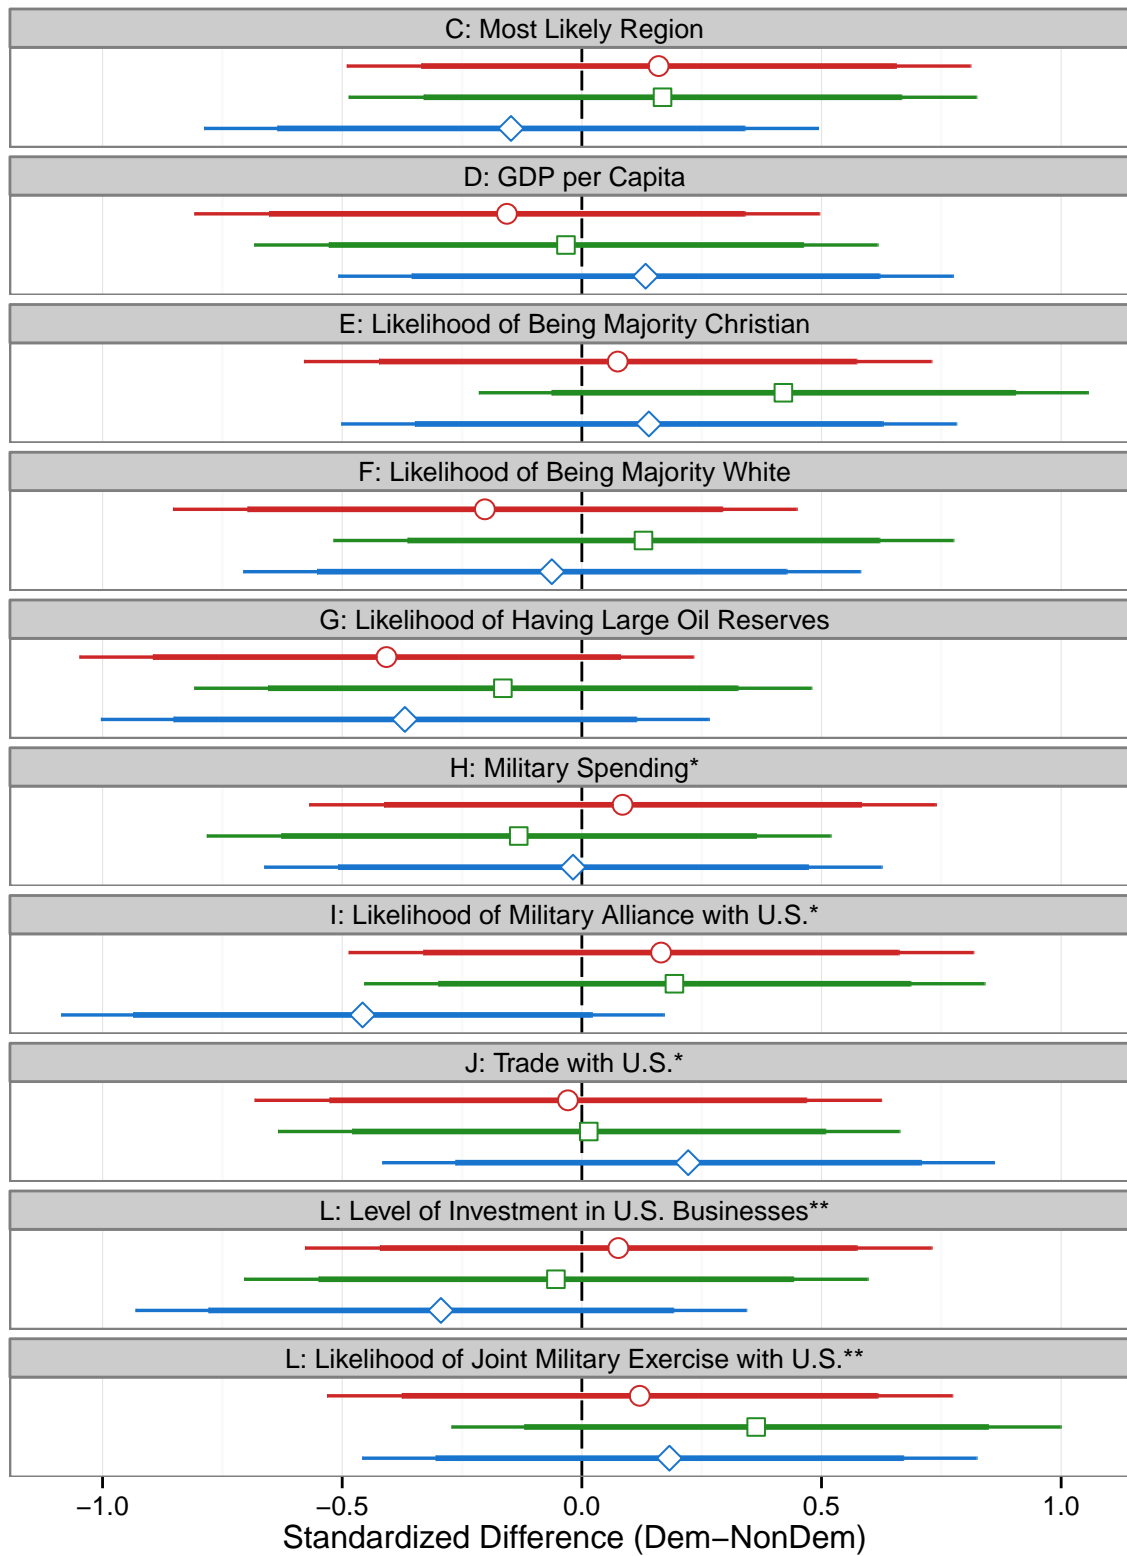 C: Most Likely Region
D: GDP per Capita
E: Likelihood of Being Majority Christian
F: Likelihood of Being Majority White
G: Likelihood of Having Large Oil Reserves
H: Military Spending*
I: Likelihood of Military Alliance with U.S.*
J: Trade with U.S.*
L: Level of Investment in U.S. Businesses**
L: Likelihood of Joint Military Exercise with U.S.**
−1.0 −0.5 0.0 0.5 1.0
Standardized Difference (Dem−NonDem)